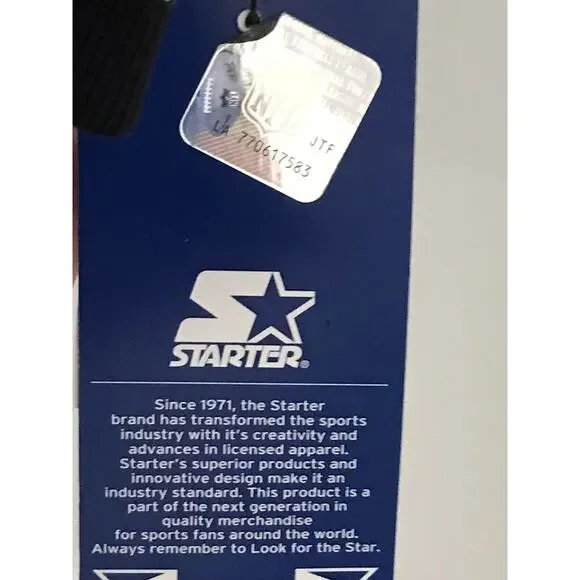 NFL
JTF
LA 770617583
STARTER®
Since 1971, the Starter
brand has transformed the sports
industry with it's creativity and
advances in licensed apparel.
Starter's superior products and
innovative design make it an
industry standard. This product is a
part of the next generation in
quality merchandise
for sports fans around the world.
Always remember to Look for the Star.